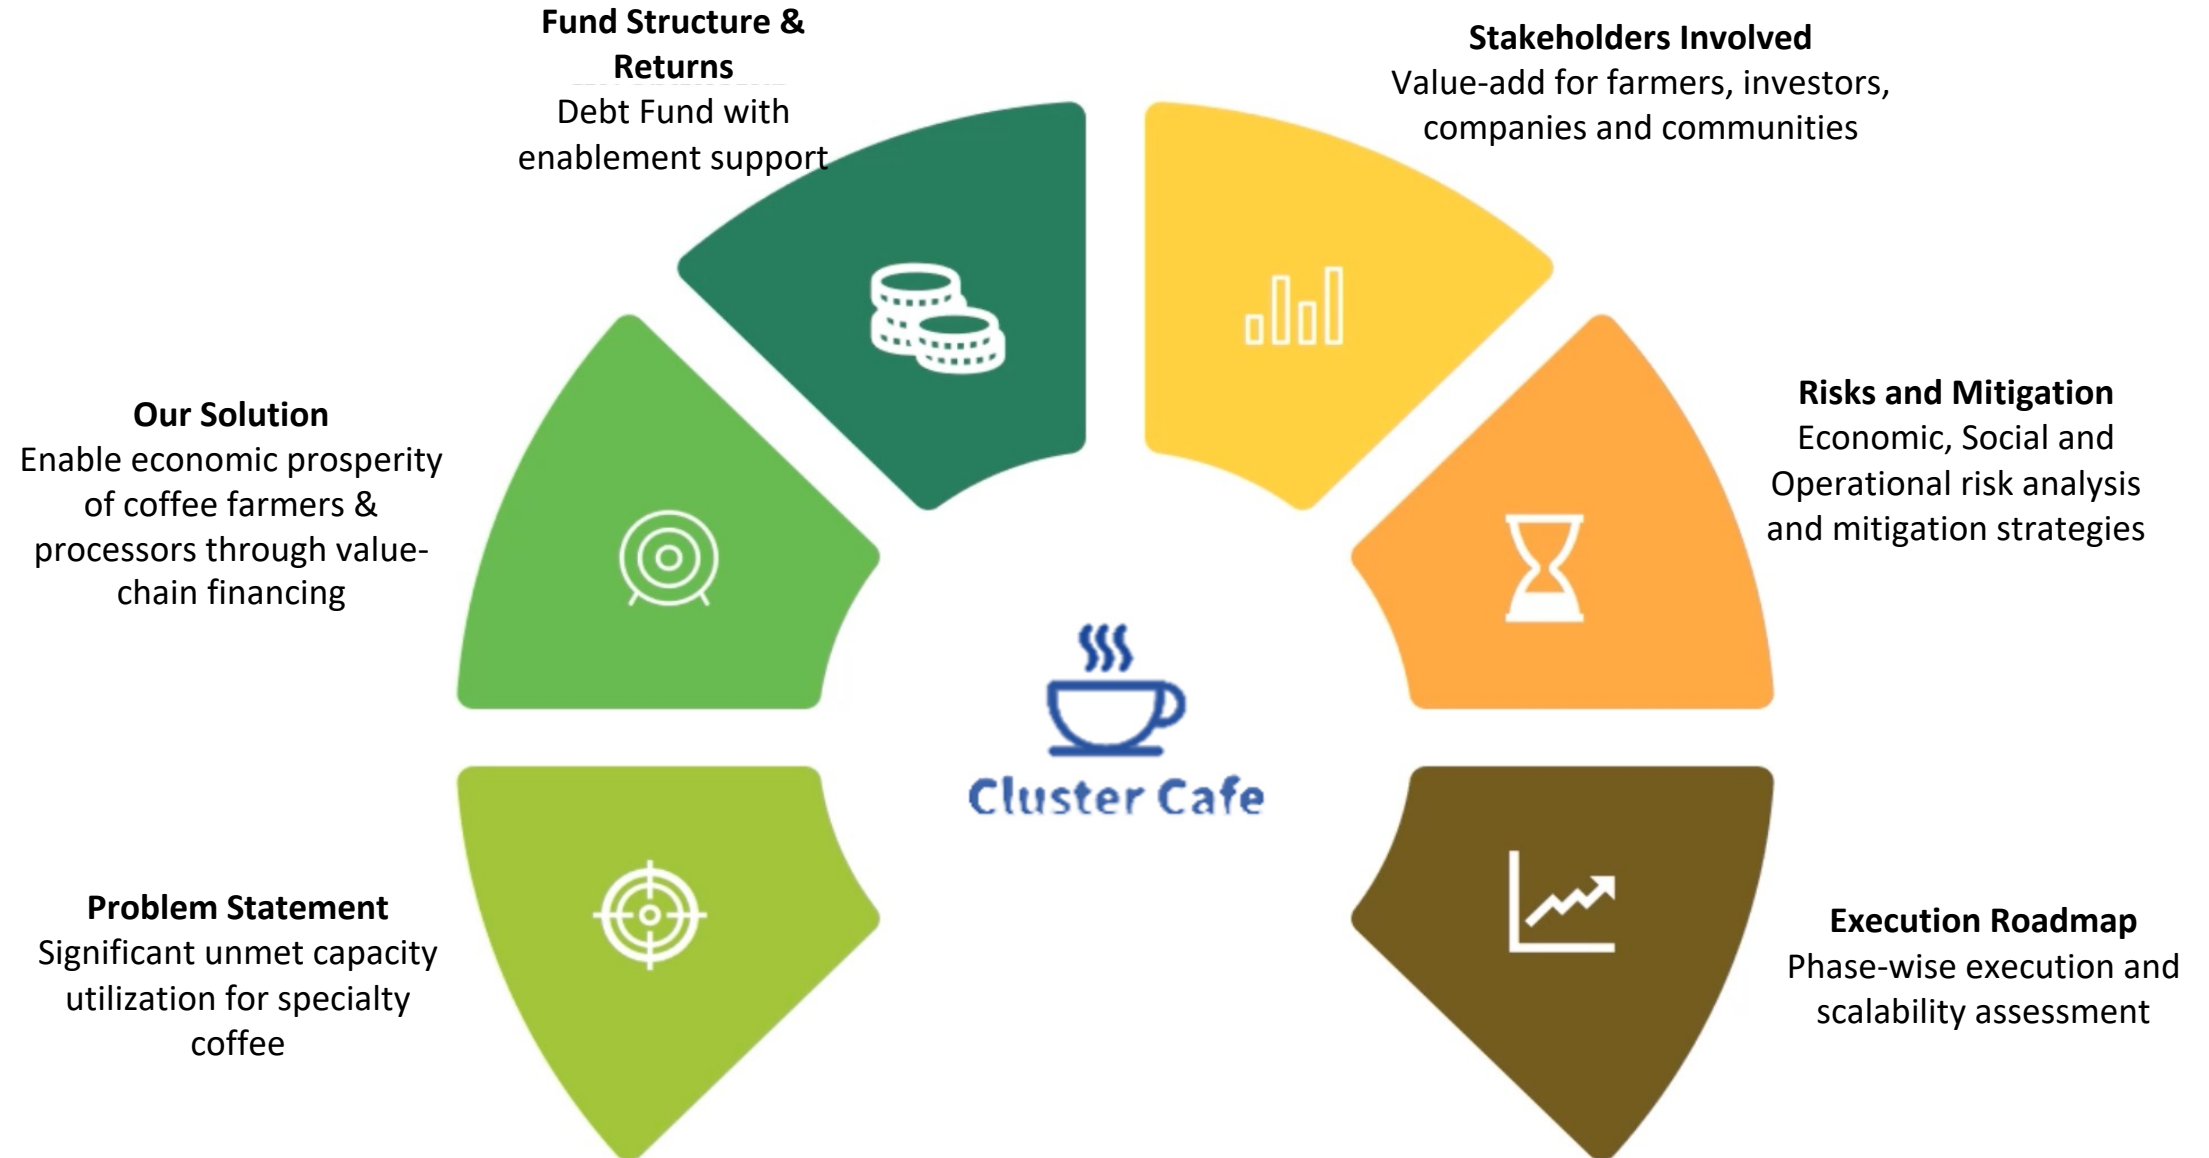 Fund Structure &
Returns
Debt Fund with
enablement support
Stakeholders Involved
Value-add for farmers, investors,
companies and communities
Our Solution
Enable economic prosperity
of coffee farmers &
processors through value-
chain financing
Risks and Mitigation
Economic, Social and
Operational risk analysis
and mitigation strategies
Cluster Cafe
Problem Statement
Significant unmet capacity
utilization for specialty
coffee
Execution Roadmap
Phase-wise execution and
scalability assessment